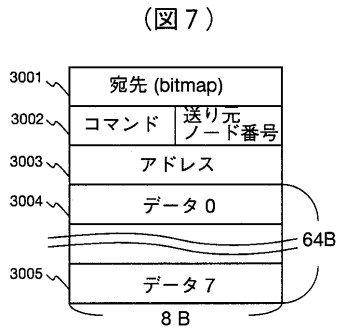 (図7)
3001
宛先 (bitmap)
3002
コマンド
送り元
ノード番号
3003
アドレス
3004
データ0
64B
3005
データ7
8 B